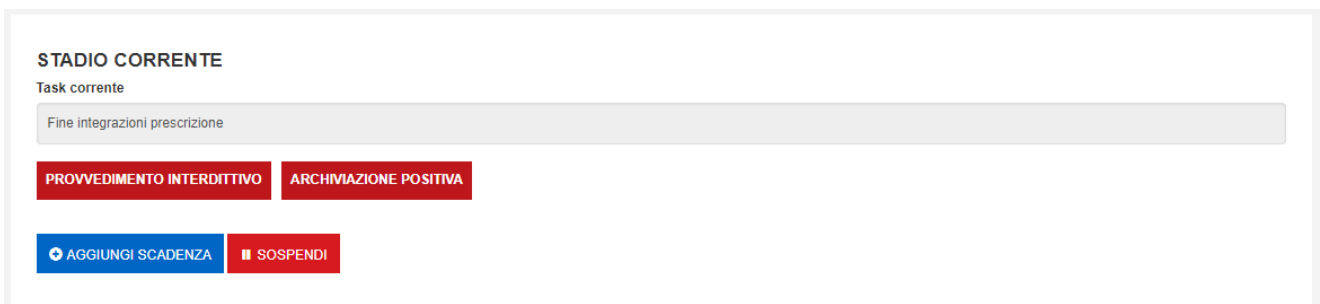 STADIO CORRENTE
Task corrente
Fine integrazioni prescrizione
PROVVEDIMENTO INTERDITTIVO ARCHIVIAZIONE POSITIVA
AGGIUNGI SCADENZA SOSPENDI